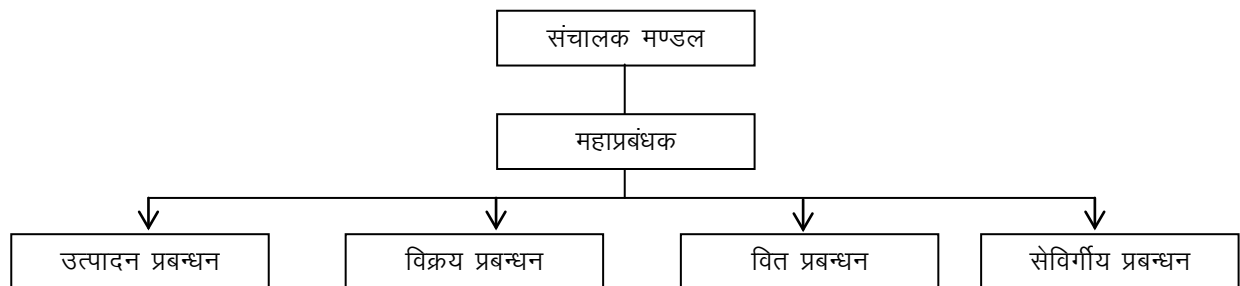 संचालक मण्डल
महाप्रबंधक
उत्पादन प्रबन्धन
विक्रय प्रबन्धन
वित प्रबन्धन
सेविर्गीय प्रबन्धन